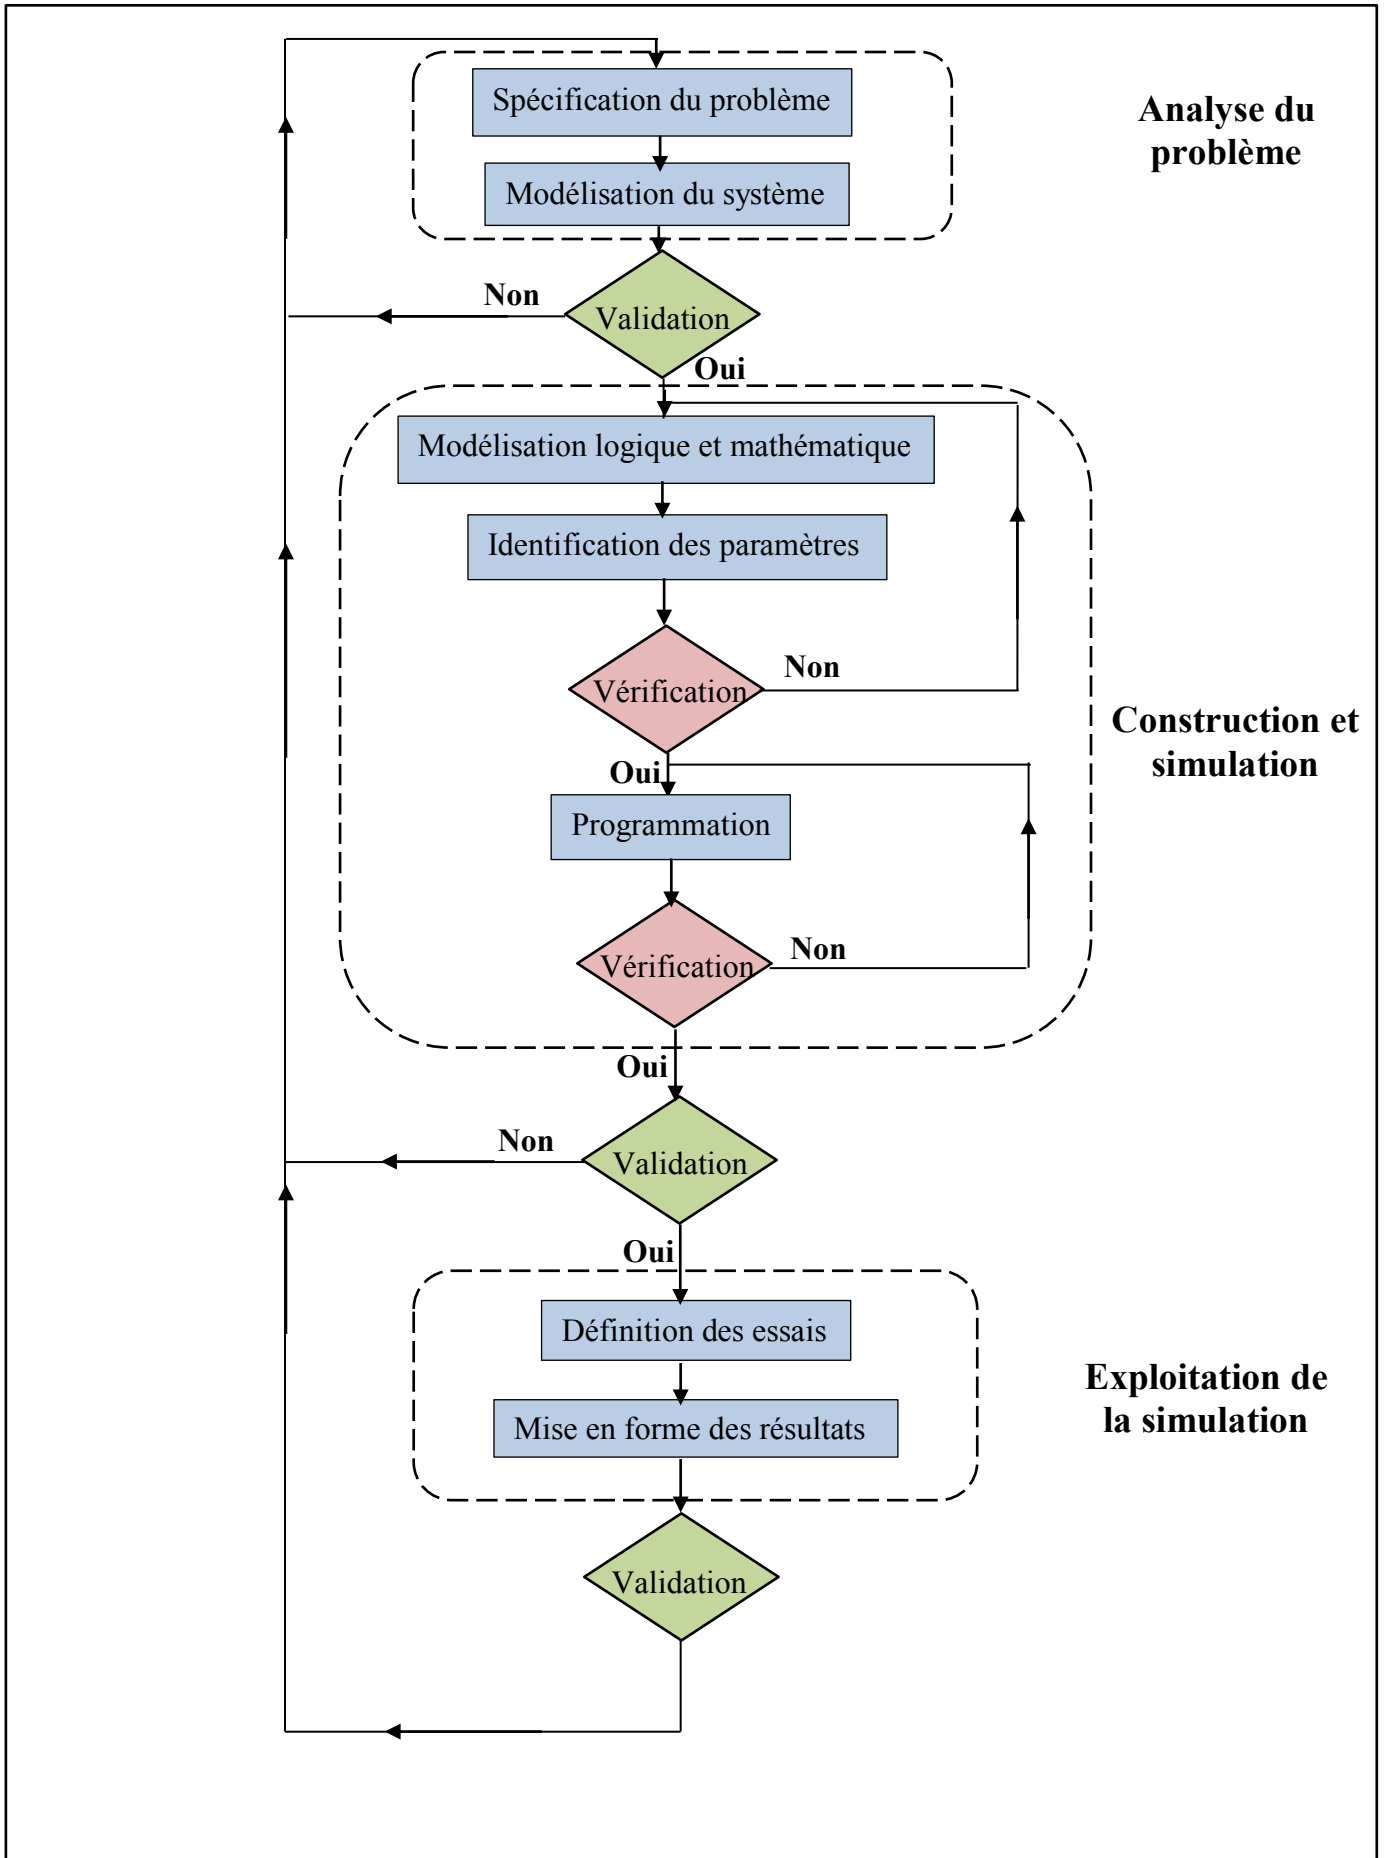 Spécification du problème
Analyse du
problème
Modélisation du système
Non
Validation
Oui
Modélisation logique et mathématique
Identification des paramètres
Non
Vérification
Construction et
simulation
Oui
Programmation
Non
Vérification
Oui
Non
Validation
Oui
Définition des essais
Exploitation de
la simulation
Mise en forme des résultats
Validation